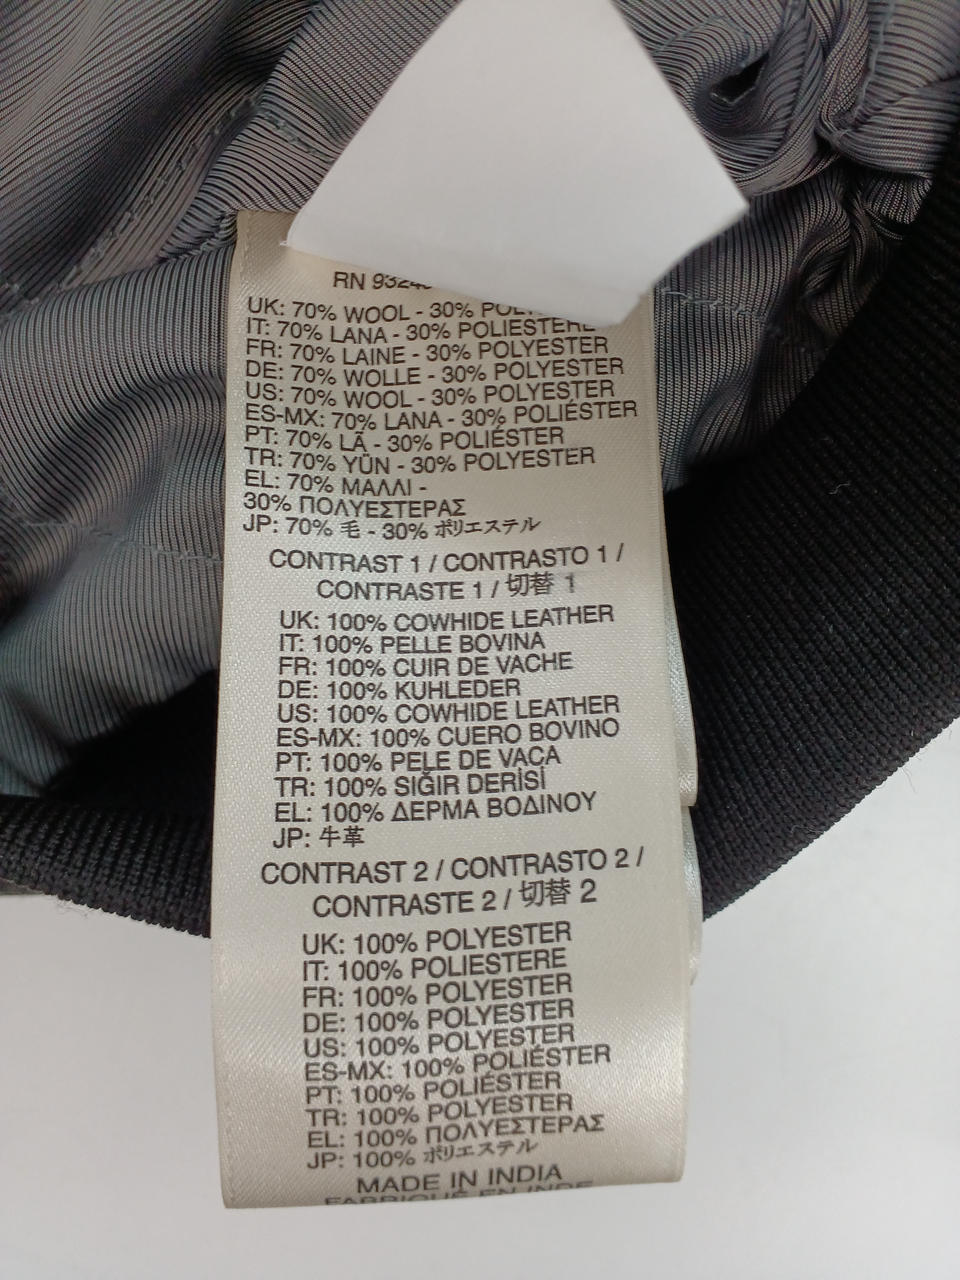 RN
UK: 70% WOOL - 30%
IT: 70% LANA - 30% POLIESTERE
FR: 70% LAINE - 30% POLYESTER
DE: 70% WOLLE - 30% POLYESTER
US: 70% WOOL - 30% POLYESTER
ES-MX: 70% LANA - 30% POLIÉSTER
PT: 70% LÃ - 30% POLIÉSTER
TR: 70% YÜN - 30% POLYESTER
EL: 70% ΜΑΛΛΙ -
30% ΠΟΛΥΕΣΤΕΡΑΣ
JP: 70% 毛 - 30% ポリエステル
CONTRAST 1 / CONTRASTO 1 /
CONTRASTE 1 / 切替 1
UK: 100% COWHIDE LEATHER
IT: 100% PELLE BOVINA
FR: 100% CUIR DE VACHE
DE: 100% KUHLEDER
US: 100% COWHIDE LEATHER
ES-MX: 100% CUERO BOVINO
PT: 100% PELE DE VACA
TR: 100% SIĞIR DERİSİ
EL: 100% ΔΕΡΜΑ ΒΟΔΙΝΟΥ
JP: 牛革
CONTRAST 2 / CONTRASTO 2 /
CONTRASTE 2 / 切替 2
UK: 100% POLYESTER
IT: 100% POLIESTERE
FR: 100% POLYESTER
DE: 100% POLYESTER
US: 100% POLYESTER
ES-MX: 100% POLIÉSTER
PT: 100% POLIÉSTER
TR: 100% POLYESTER
EL: 100% ΠΟΛΥΕΣΤΕΡΑΣ
JP: 100% ポリエステル
MADE IN INDIA
FABRIQUÉ EN INDE